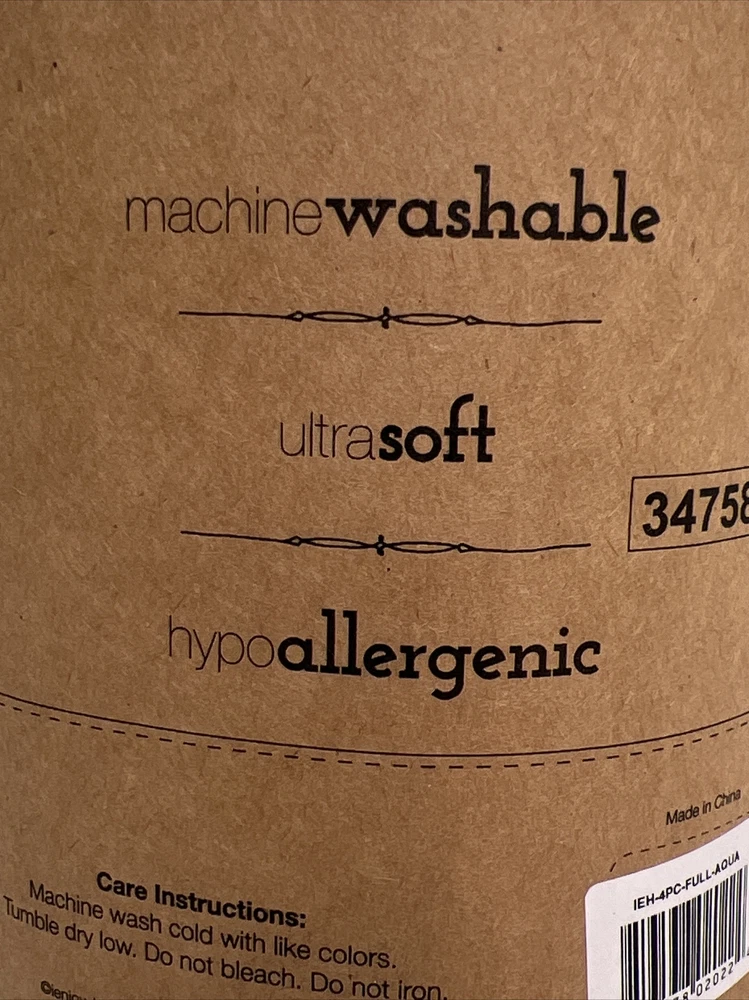 machinewashable
ultrasoft
34758
hypoallergenic
Made in China
Care Instructions:
Machine wash cold with like colors.
Tumble dry low. Do not bleach. Do not iron.
IEH-4PC-FULL-AQUA
02022